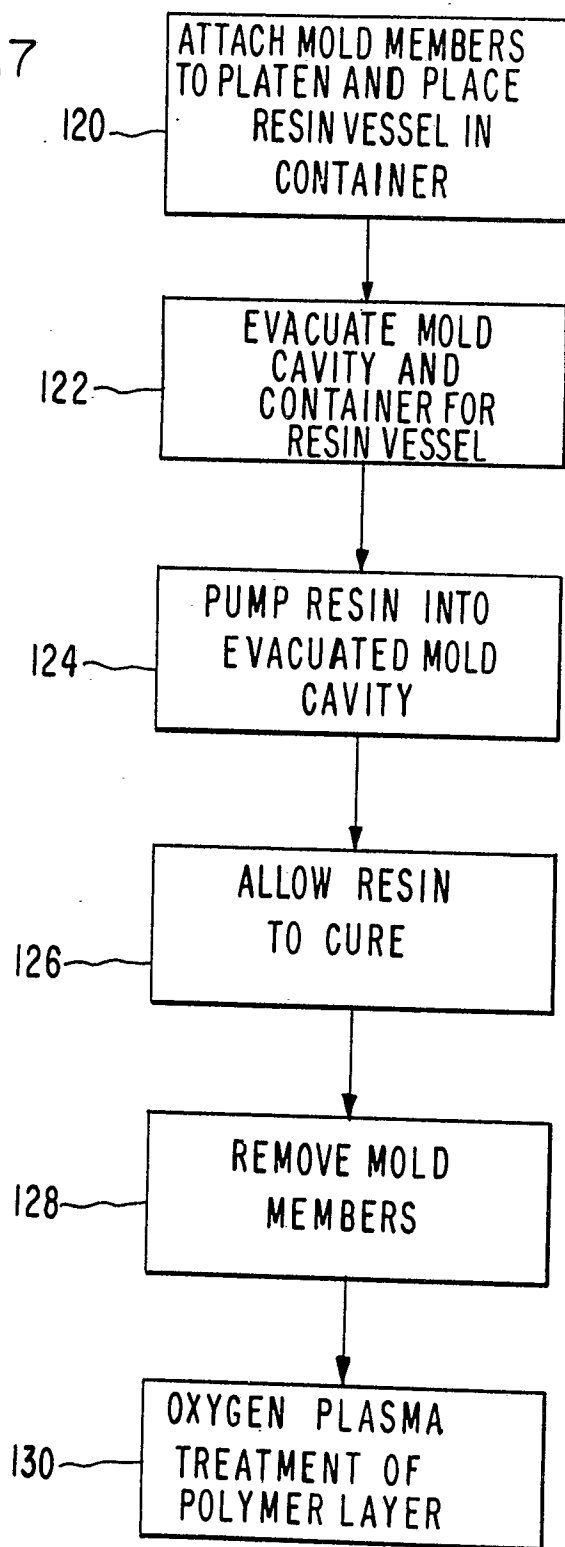 7
ATTACH MOLD MEMBERS
TO PLATEN AND PLACE
RESIN VESSEL IN
CONTAINER
120
EVACUATE MOLD
CAVITY AND
CONTAINER FOR
RESIN VESSEL
122
PUMP RESIN INTO
EVACUATED MOLD
CAVITY
124
ALLOW RESIN
TO CURE
126
REMOVE MOLD
MEMBERS
128
OXYGEN PLASMA
TREATMENT OF
POLYMER LAYER
130